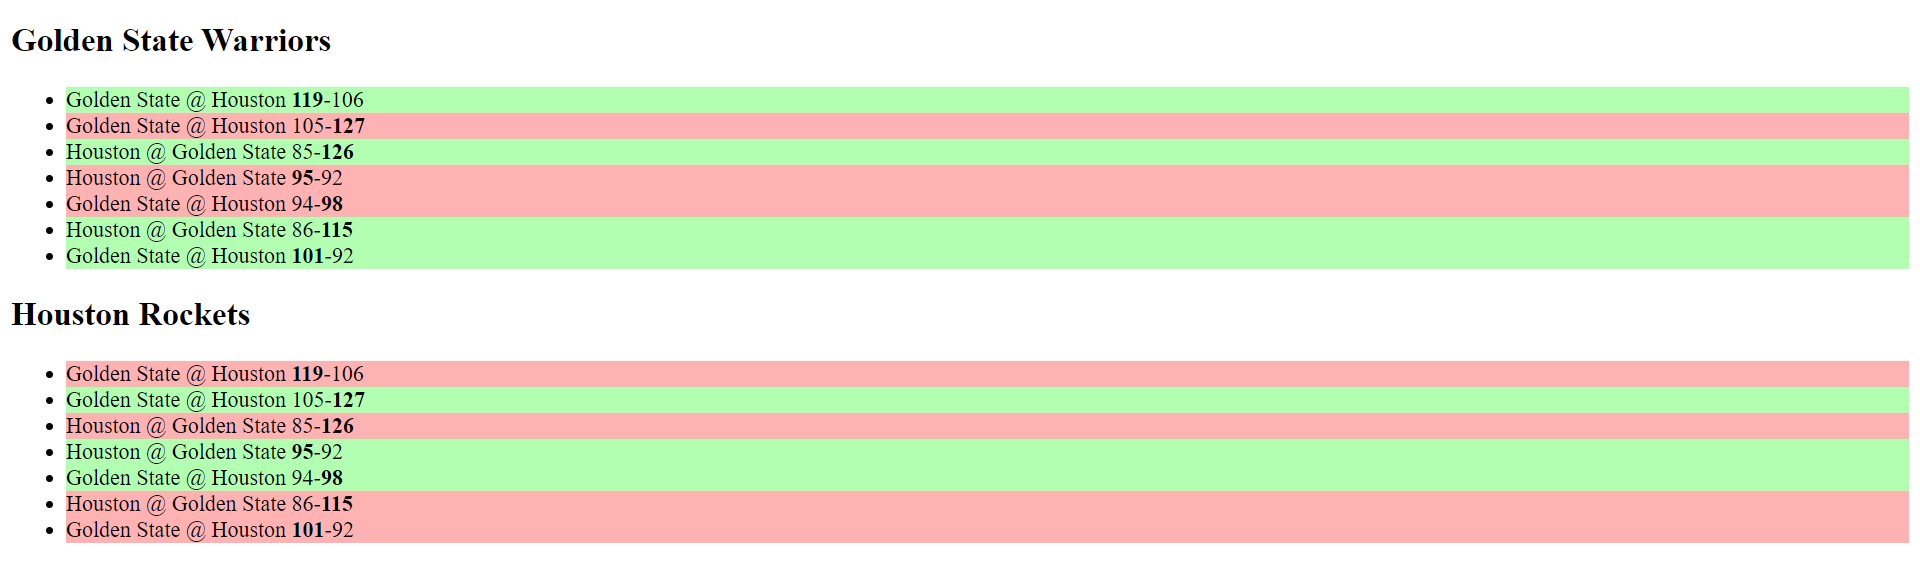 Golden State Warriors
Golden State @ Houston 119-106
Golden State @ Houston 105-127
Houston @ Golden State 85-126
Houston @ Golden State 95-92
Golden State @ Houston 94-98
Houston @ Golden State 86-115
Golden State @ Houston 101-92
Houston Rockets
Golden State @ Houston 119-106
Golden State @ Houston 105-127
Houston @ Golden State 85-126
Houston @ Golden State 95-92
Golden State @ Houston 94-98
Houston @ Golden State 86-115
Golden State @ Houston 101-92